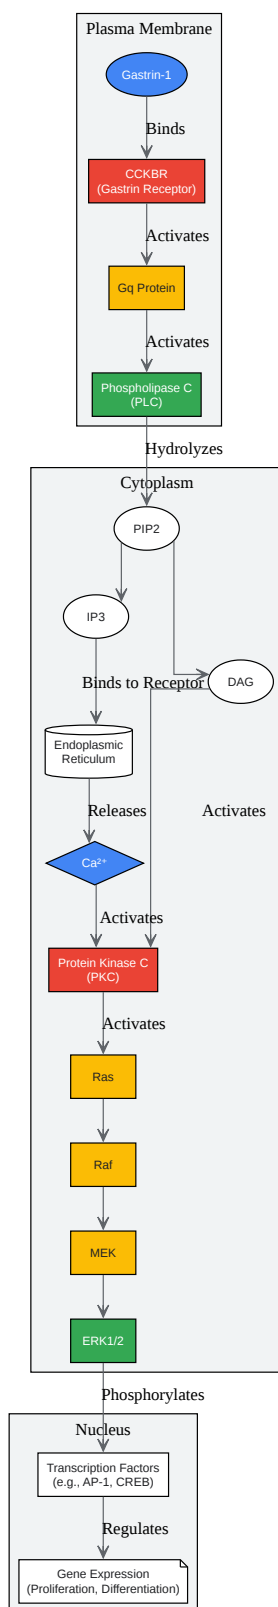 Plasma Membrane
Gastrin-1
Binds
CCKBR
(Gastrin Receptor)
Activates
Gq Protein
Activates
Phospholipase C
(PLC)
Hydrolyzes
Cytoplasm
PIP2
IP3
Binds to Receptor
DAG
Endoplasmic
Reticulum
Releases
Activates
Ca²⁺
Activates
Protein Kinase C
(PKC)
Activates
Ras
Raf
MEK
ERK1/2
Phosphorylates
Nucleus
Transcription Factors
(e.g., AP-1, CREB)
Regulates
Gene Expression
(Proliferation, Differentiation)